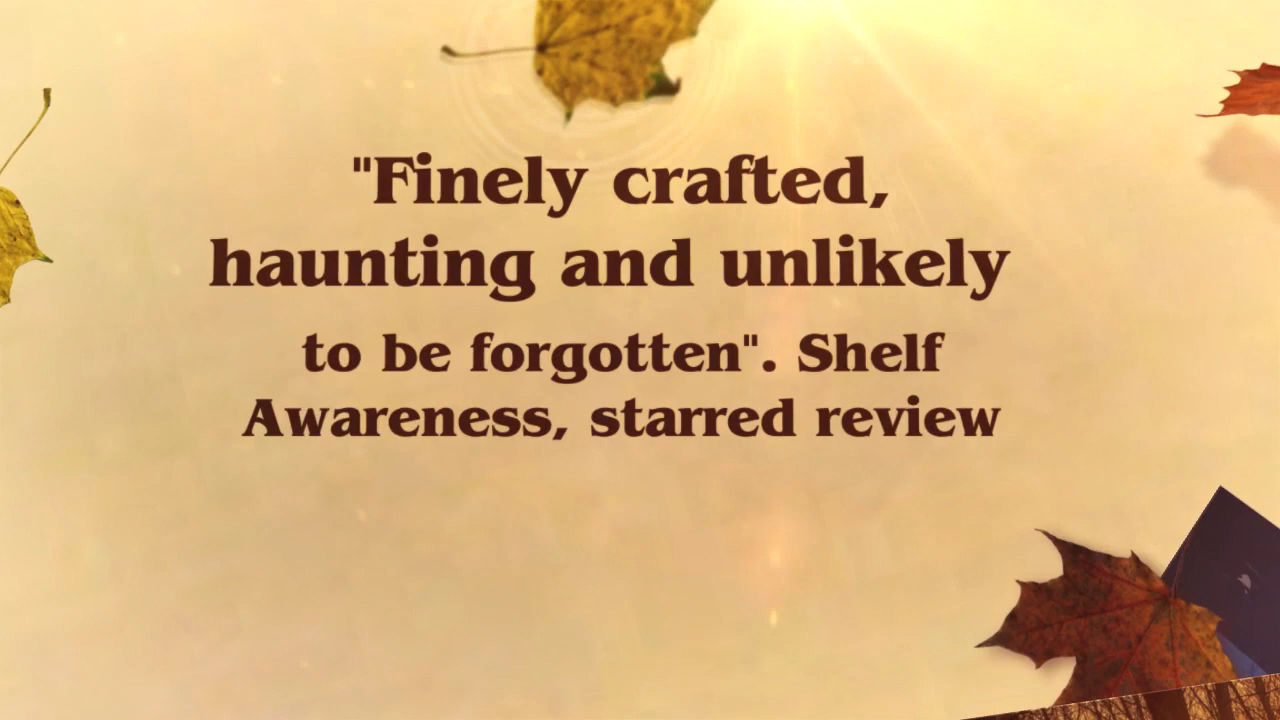 "Finely crafted,
haunting and unlikely
to be forgotten". Shelf
Awareness, starred review